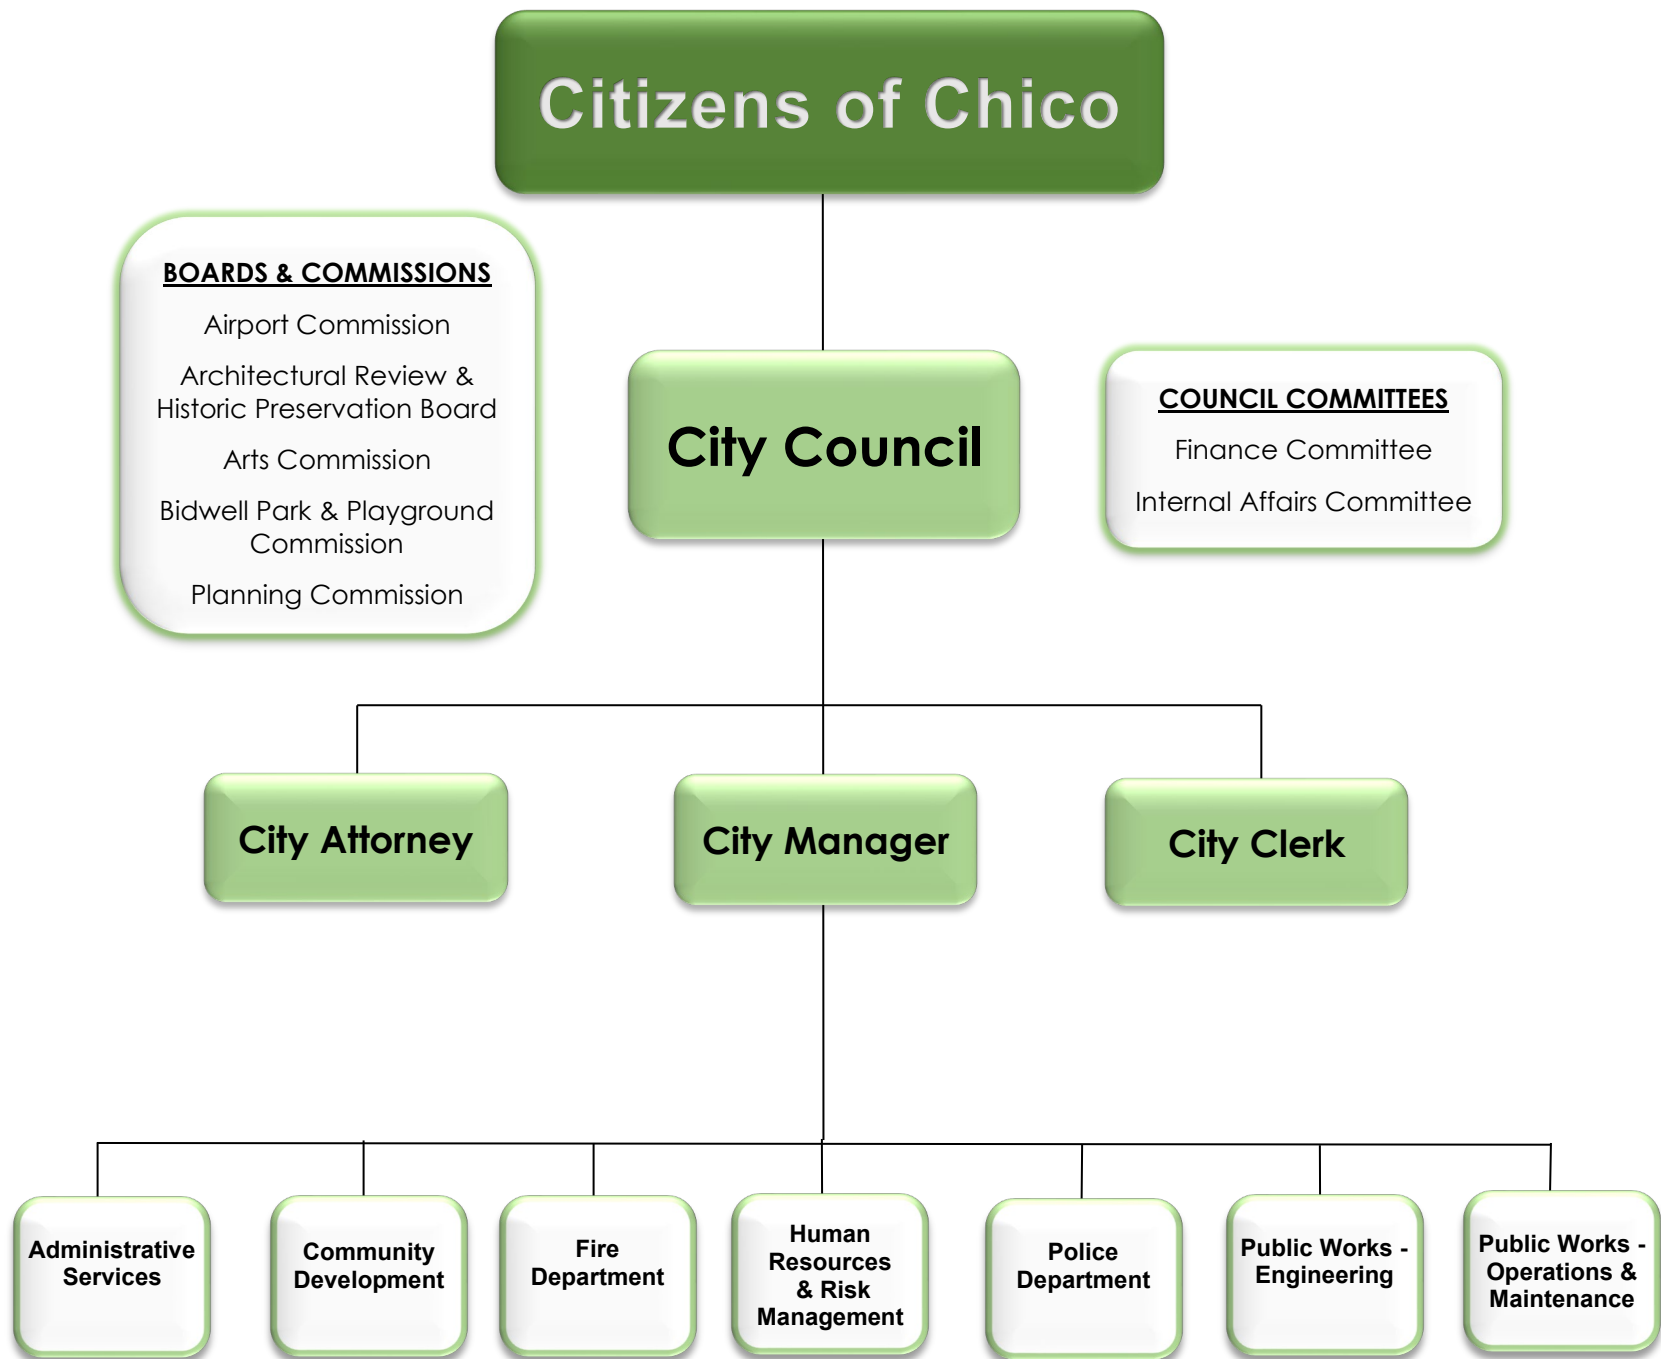 Citizens of Chico
BOARDS & COMMISSIONS
Airport Commission
Architectural Review &
Historic Preservation Board
Arts Commission
Bidwell Park & Playground
Commission
Planning Commission
City Council
COUNCIL COMMITTEES
Finance Committee
Internal Affairs Committee
City Attorney
City Manager
City Clerk
Administrative
Services
Community
Development
Fire
Department
Human
Resources
& Risk
Management
Police
Department
Public Works -
Engineering
Public Works -
Operations &
Maintenance